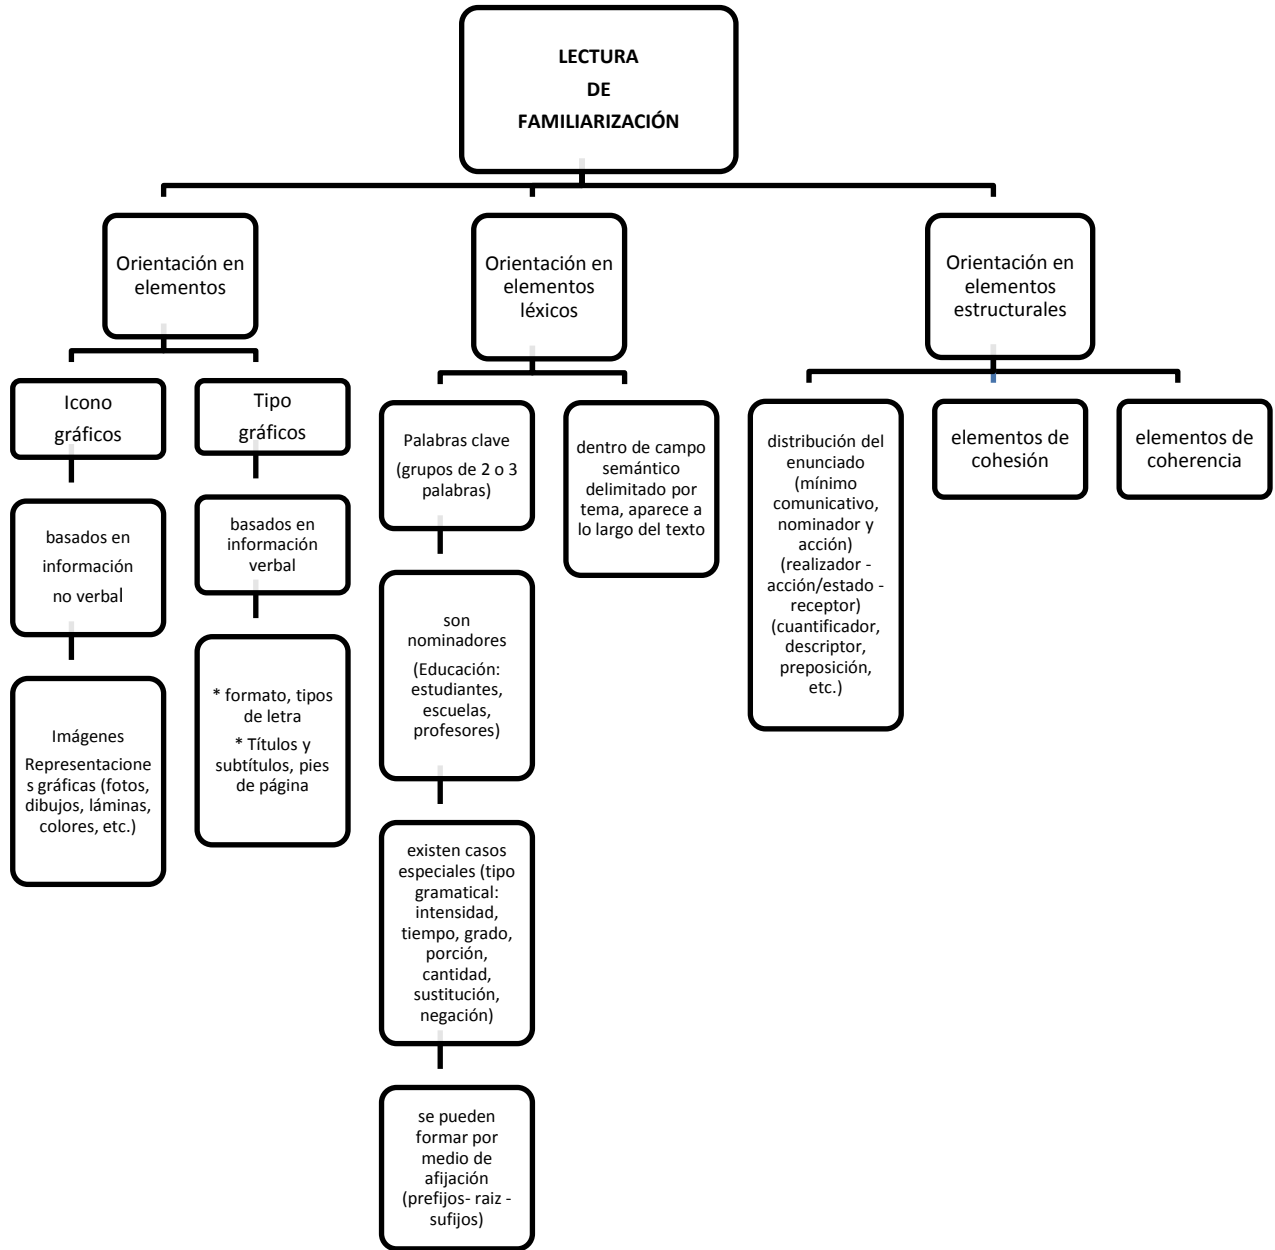 LECTURA
DE
FAMILIARIZACIÓN
Orientación en
elementos
Icono
gráficos
basados en
información
no verbal
Imágenes
Representacione
s gráficas (fotos,
dibujos, láminas,
colores, etc.)
Tipo
gráficos
basados en
información
verbal
* formato, tipos
de letra
* Títulos y
subtítulos, pies
de página
Orientación en
elementos
léxicos
Palabras clave
(grupos de 2 o 3
palabras)
son
nominadores
(Educación:
estudiantes,
escuelas,
profesores)
existen casos
especiales (tipo
gramatical:
intensidad,
tiempo, grado,
porción,
cantidad,
sustitución,
negación)
se pueden
formar por
medio de
afijación
(prefijos- raiz -
sufijos)
dentro de campo
semántico
delimitado por
tema, aparece a
lo largo del texto
Orientación en
elementos
estructurales
distribución del
enunciado
(mínimo
comunicativo,
nominador y
acción)
(realizador -
acción/estado -
receptor)
(cuantificador,
descriptor,
preposición,
etc.)
elementos de
cohesión
elementos de
coherencia